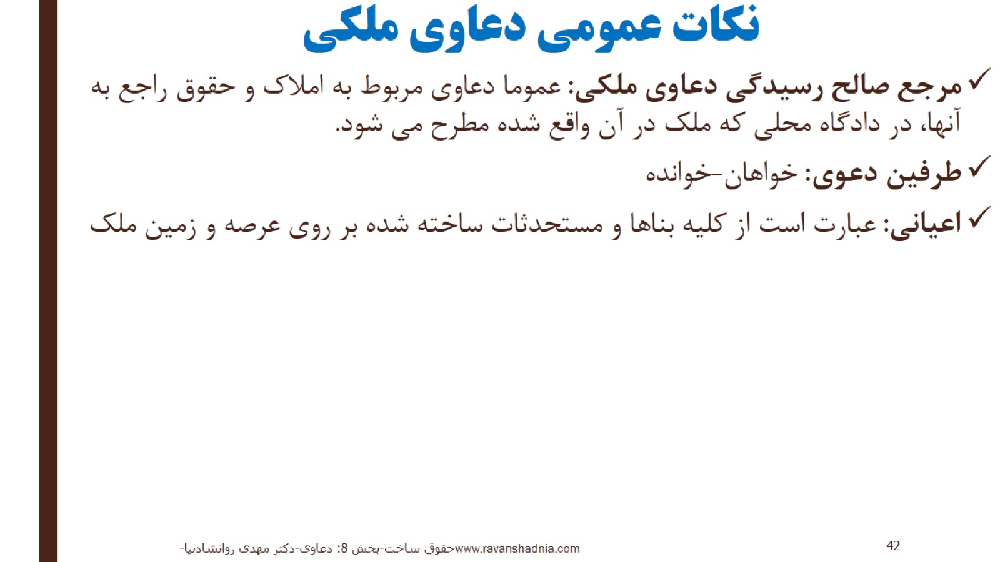 نکات عمومی دعاوی ملکی
✓ مرجع صالح رسیدگی دعاوی ملکی: عموما دعاوی مربوط به املاک و حقوق راجع به
آنها، در دادگاه محلی که ملک در آن واقع شده مطرح می شود.
✓ طرفین دعوی: خواهان-خوانده
✓ اعیانی: عبارت است از کلیه بناها و مستحدثات ساخته شده بر روی عرصه و زمین ملک
حقوق ساخت-بخش 8: دعاوی-دکتر مهدی روانشادنیا-www.ravanshadnia.com
42